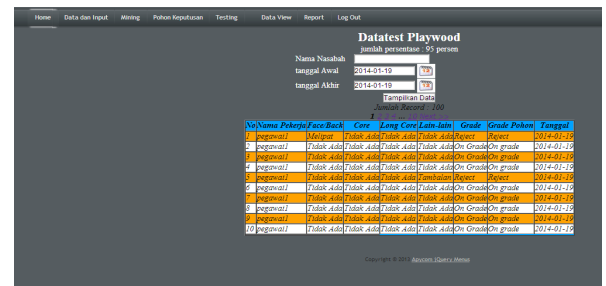 Home Data dan Input Mining Pohon Keputusan Testing Data View Report Log Out
Datatest Playwood
jumlah persentase : 95 persen
Nama Nasabah
tanggal Awal 2014-01-19
tanggal Akhir 2014-01-19
Tampilkan Data
Jumlah Record : 100
No Nama Pekerja Face/Back Core Long Core Lain-lain Grade Grade Pohon Tanggal
1 pegawai1 Melipat Tidak Ada Tidak Ada Tidak Ada Reject Reject 2014-01-19
2 pegawai1 Tidak Ada Tidak Ada Tidak Ada Tidak Ada On Grade On grade 2014-01-19
3 pegawai1 Tidak Ada Tidak Ada Tidak Ada Tidak Ada On Grade On grade 2014-01-19
4 pegawai1 Tidak Ada Tidak Ada Tidak Ada Tidak Ada On Grade On grade 2014-01-19
5 pegawai1 Tidak Ada Tidak Ada Tidak Ada Tambalan Reject Reject 2014-01-19
6 pegawai1 Tidak Ada Tidak Ada Tidak Ada Tidak Ada On Grade On grade 2014-01-19
7 pegawai1 Tidak Ada Tidak Ada Tidak Ada Tidak Ada On Grade On grade 2014-01-19
8 pegawai1 Tidak Ada Tidak Ada Tidak Ada Tidak Ada On Grade On grade 2014-01-19
9 pegawai1 Tidak Ada Tidak Ada Tidak Ada Tidak Ada On Grade On grade 2014-01-19
10 pegawai1 Tidak Ada Tidak Ada Tidak Ada Tidak Ada On Grade On grade 2014-01-19
Copyright © Apycom jQuery Menus